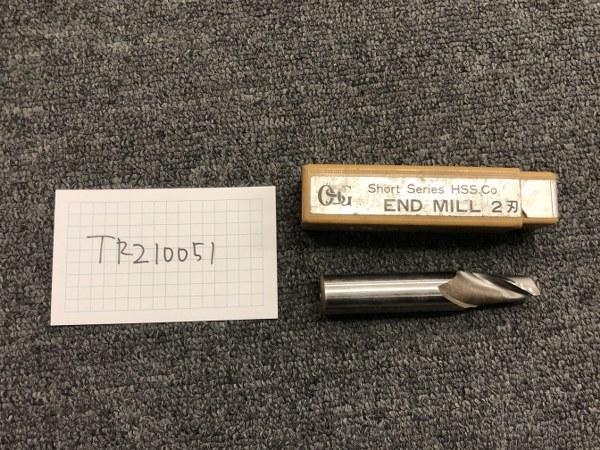 TR210051
OSG Short Series HSS.Co
END MILL 2刃